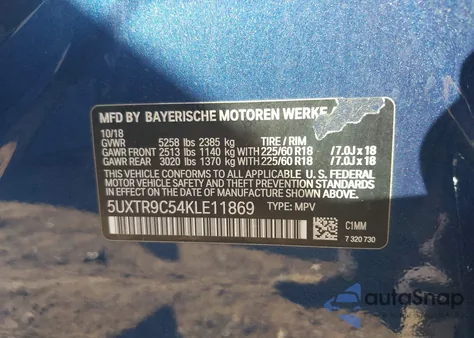 MFD BY BAYERISCHE MOTOREN WERKE
10/18
GVWR 5258 lbs 2385 kg TIRE / RIM
GAWR FRONT 2513 lbs 1140 kg WITH 225/60 R18 /7.0J x 18
GAWR REAR 3020 lbs 1370 kg WITH 225/60 R18 /7.0J x 18
THIS VEHICLE CONFORMS TO ALL APPLICABLE U. S. FEDERAL
MOTOR VEHICLE SAFETY AND THEFT PREVENTION STANDARDS IN
EFFECT ON THE DATE OF MANUFACTURE SHOWN ABOVE.
5UXTR9C54KLE11869 TYPE: MPV
C1MM
7 320 730
autoSnap